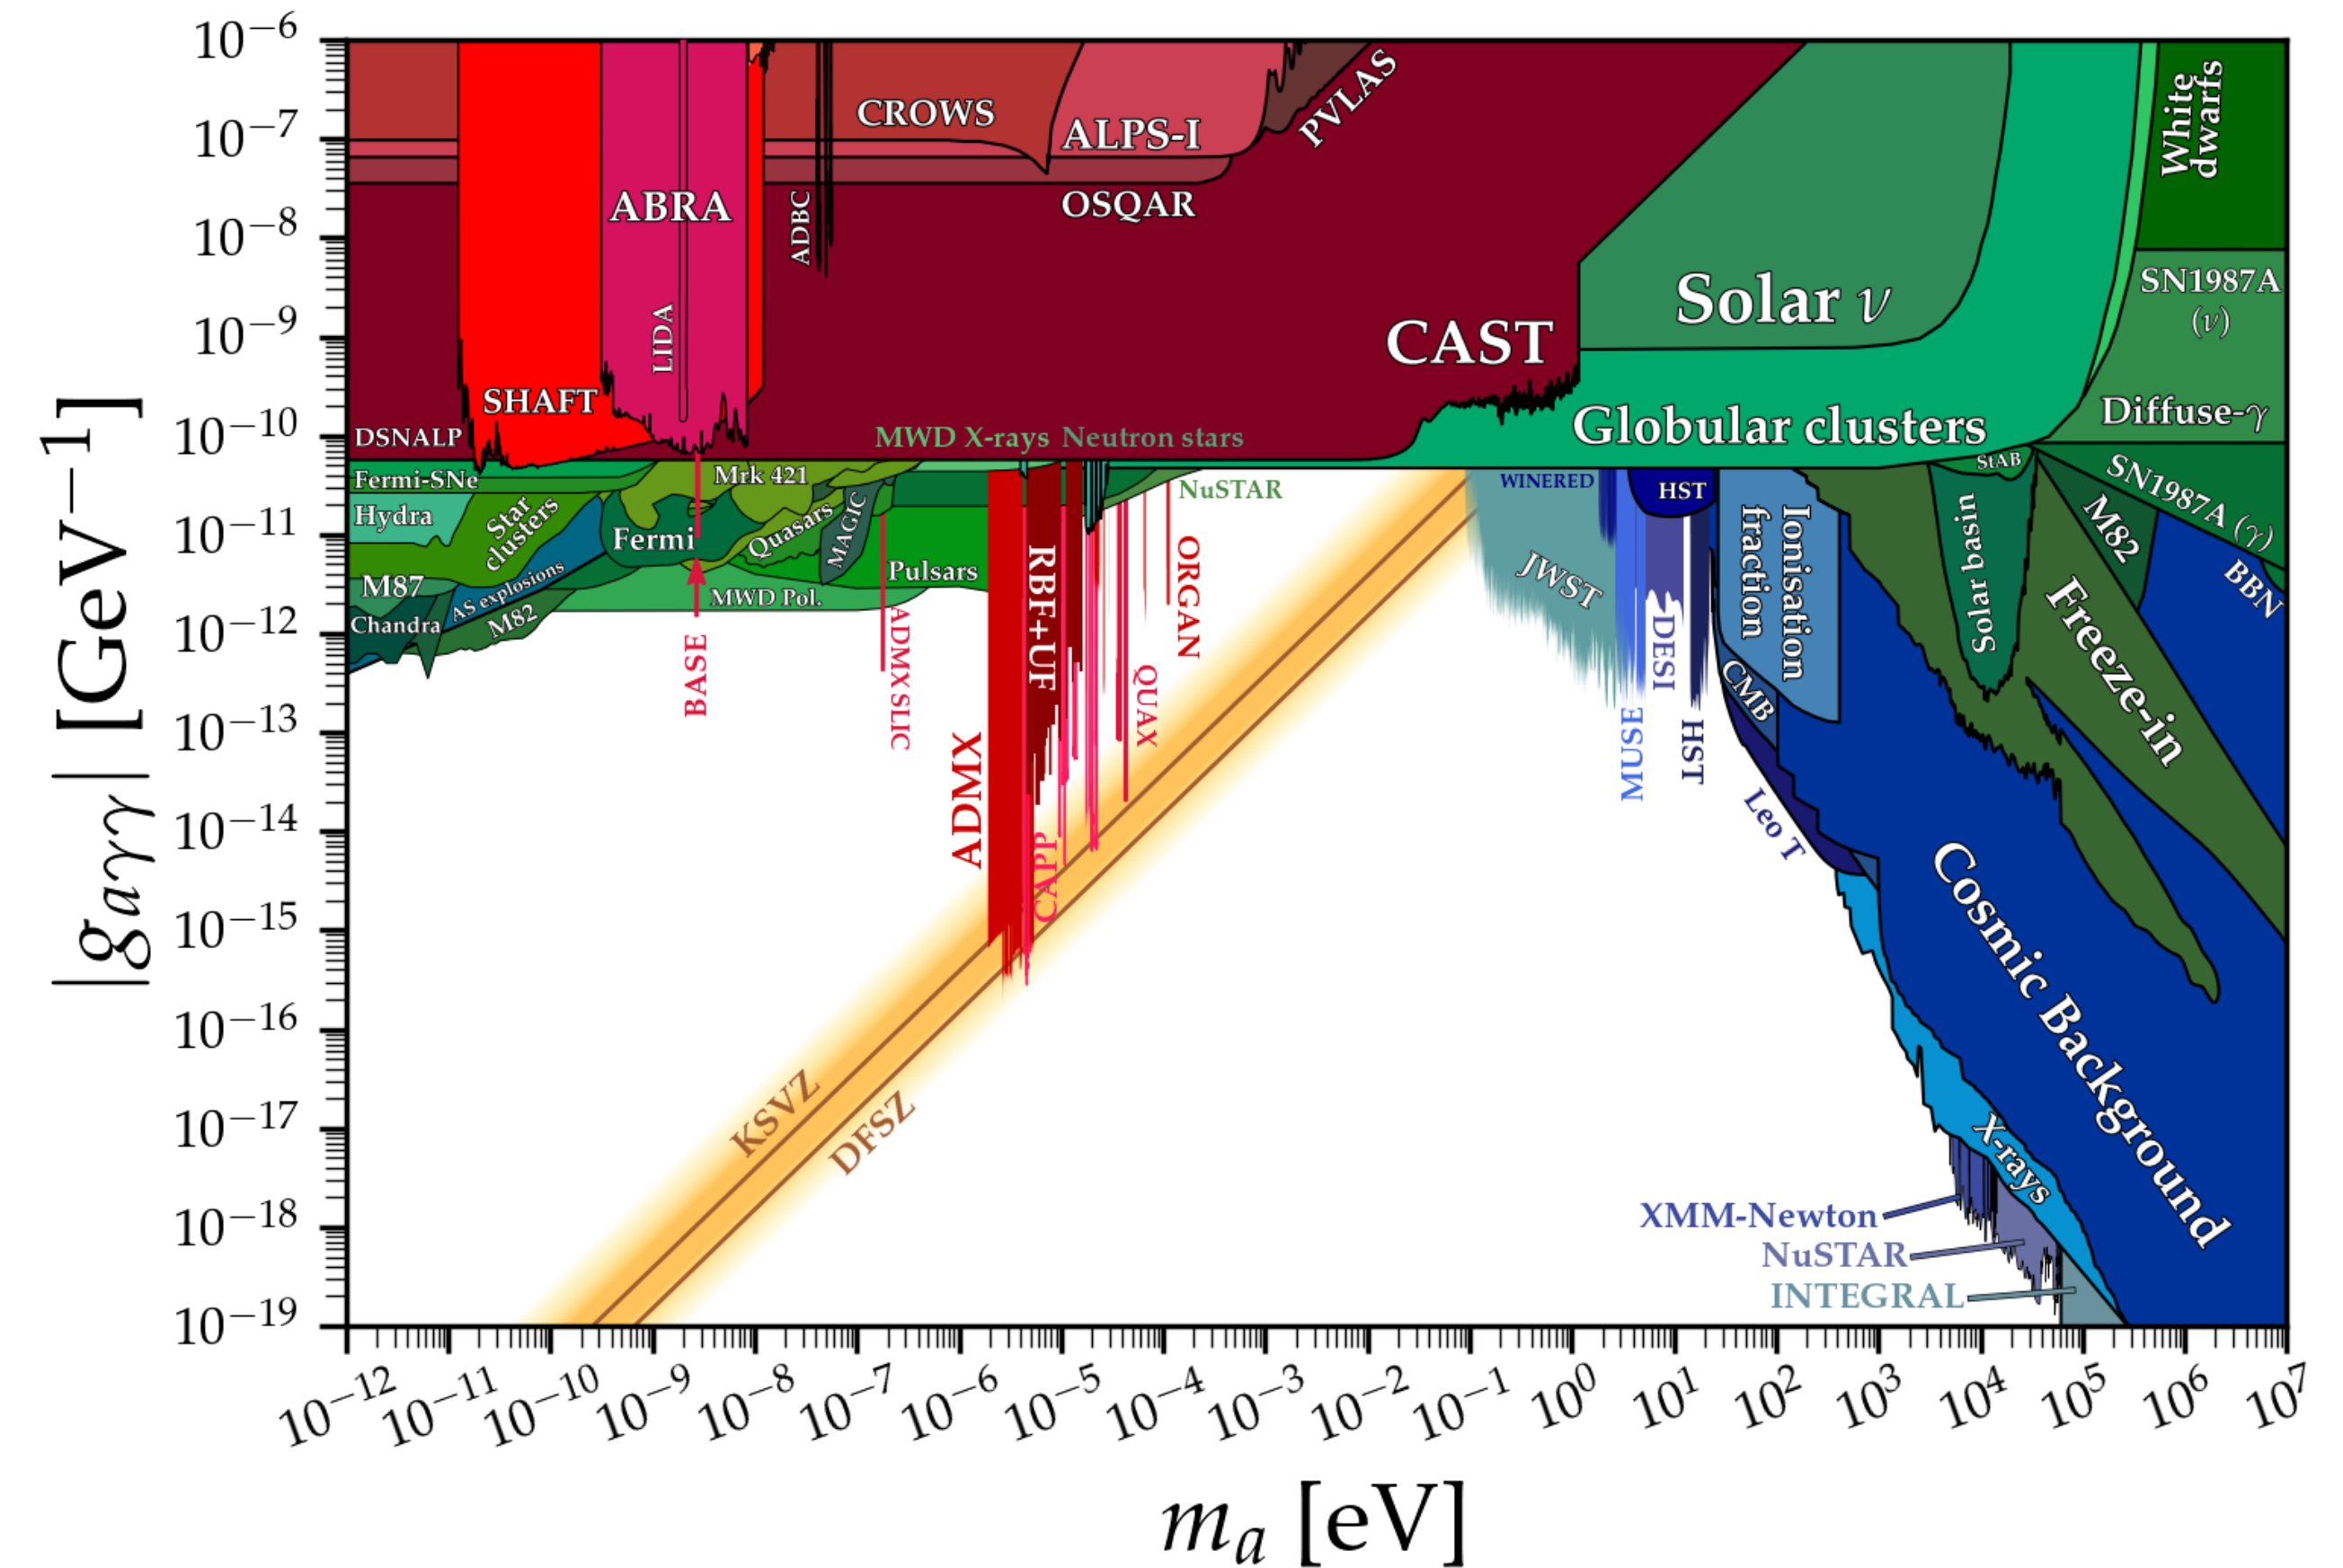 10⁻⁶
10⁻⁷
10⁻⁸
10⁻⁹
10⁻¹⁰
10⁻¹¹
10⁻¹²
10⁻¹³
10⁻¹⁴
10⁻¹⁵
10⁻¹⁶
10⁻¹⁷
10⁻¹⁸
10⁻¹⁹
|g_{aγγ}| [GeV⁻¹]
CROWS
ALPS-I
PVLAS
OSQAR
ABRA
ADBC
LIDA
SHAFT
CAST
Solar ν
Globular clusters
White
dwarfs
SN1987A
(ν)
Diffuse-γ
DSNALP
MWD X-rays
Neutron stars
Fermi-SNe
Mrk 421
Hydra
Star
clusters
Fermi
Quasars
MAGIC
M87
AS explosions
Pulsars
Chandra
M82
MWD Pol.
BASE
ADMX SLIC
ADMX
RBF+UF
CAPP
QUAX
ORGAN
NuSTAR
WINERED
HST
JWST
MUSE
DESI
HST
Ionisation
fraction
CMB
Leo T
StAB
Solar basin
SN1987A (γ)
M82
BBN
Freeze-in
Cosmic Background
X-rays
XMM-Newton
NuSTAR
INTEGRAL
KSVZ
DFSZ
10⁻¹²
10⁻¹¹
10⁻¹⁰
10⁻⁹
10⁻⁸
10⁻⁷
10⁻⁶
10⁻⁵
10⁻⁴
10⁻³
10⁻²
10⁻¹
10⁰
10¹
10²
10³
10⁴
10⁵
10⁶
10⁷
m_a [eV]